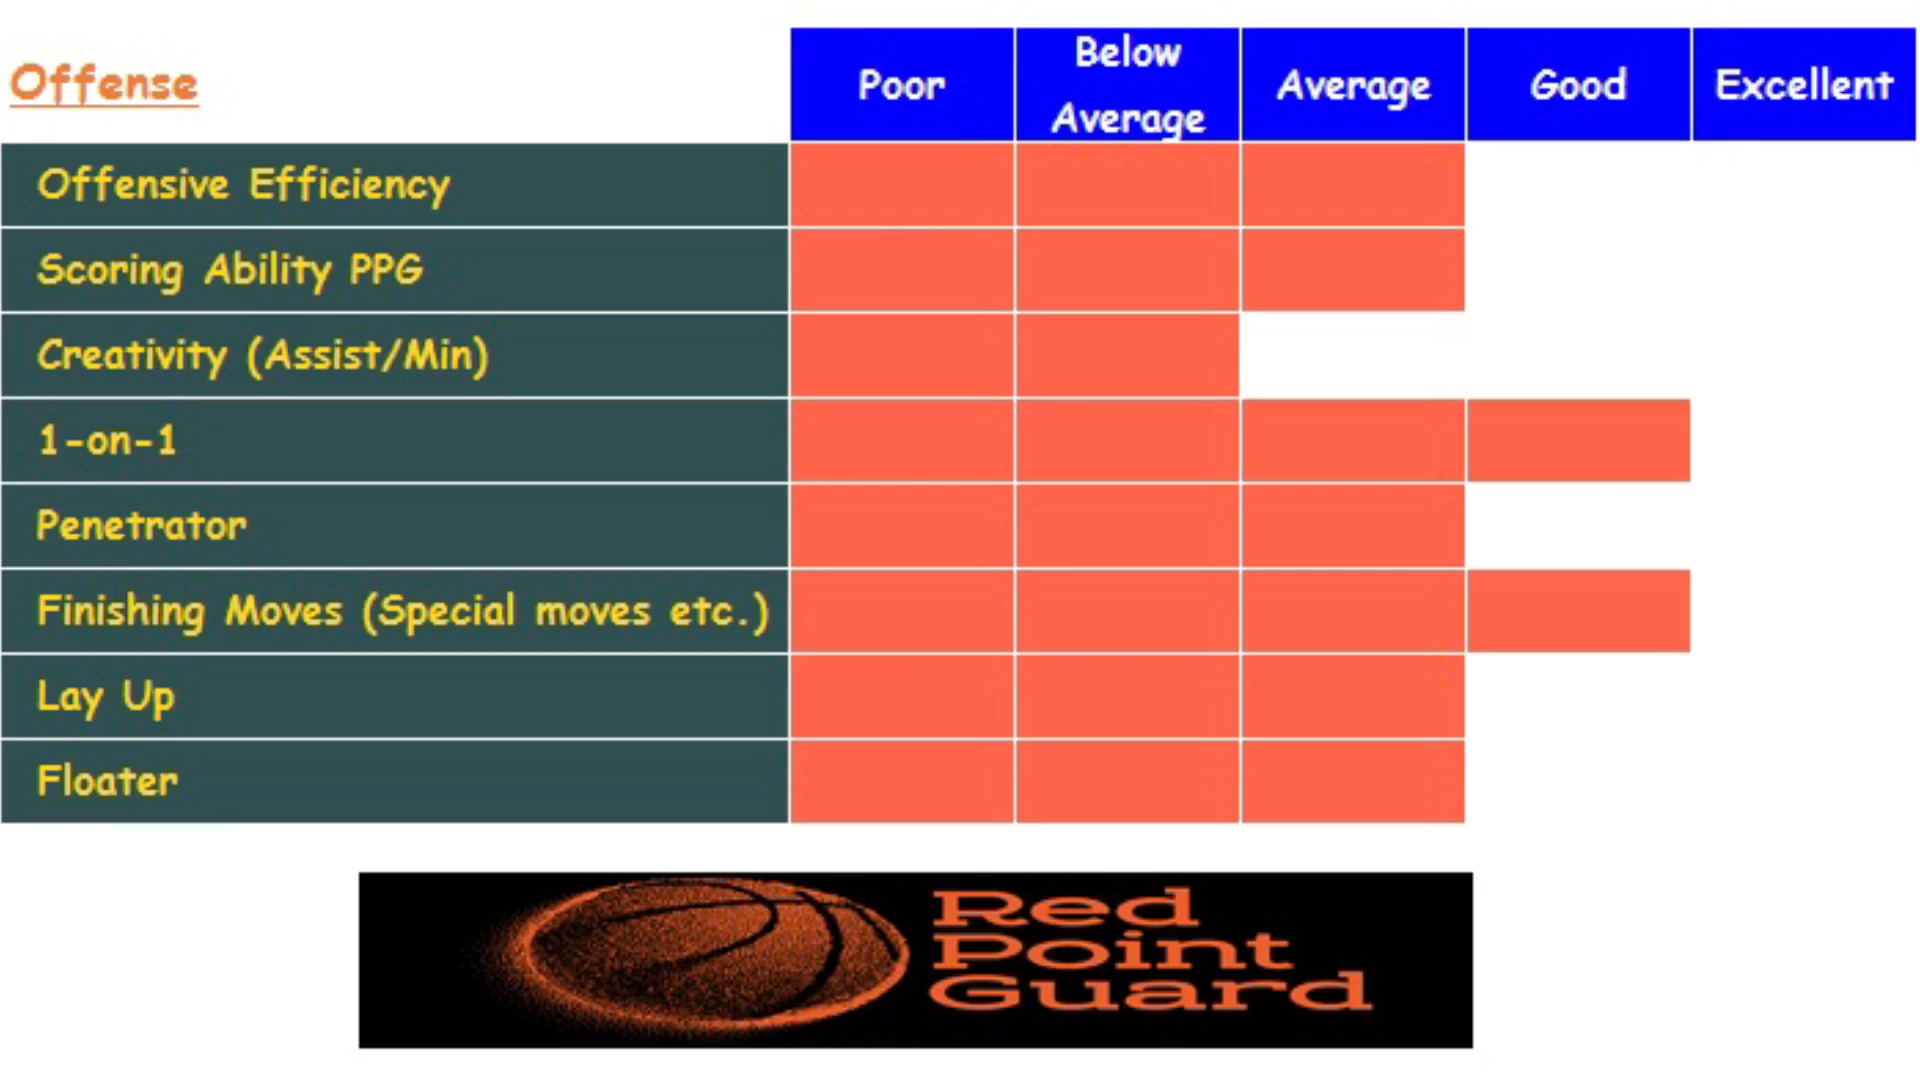 Offense
Poor
Below
Average
Average
Good
Excellent
Offensive Efficiency
Scoring Ability PPG
Creativity (Assist/Min)
1-on-1
Penetrator
Finishing Moves (Special moves etc.)
Lay Up
Floater
Red
Point
Guard